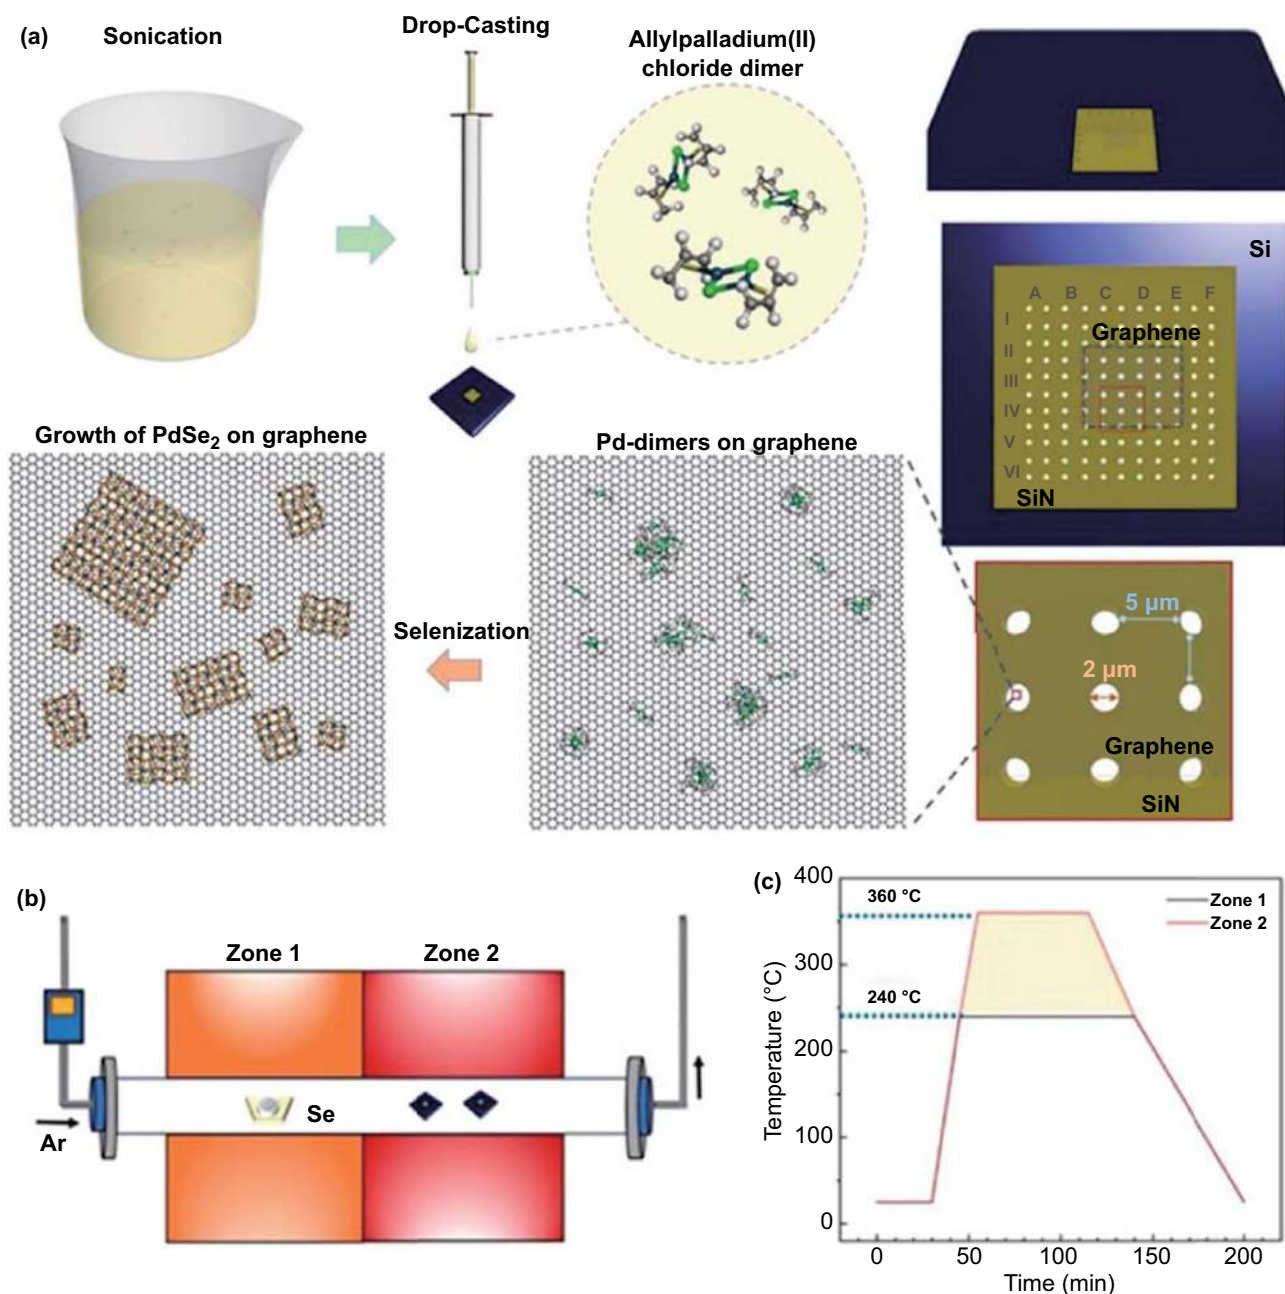 (a)
Sonication
Drop-Casting
Allylpalladium(II)
chloride dimer
Si
A B C D E F
I
Graphene
II
III
IV
V
VI
SiN
Growth of PdSe₂ on graphene
Pd-dimers on graphene
Selenization
5 μm
2 μm
Graphene
SiN
(b)
Zone 1
Zone 2
Se
Ar
(c)
400
360 °C
Zone 1
Zone 2
300
240 °C
200
100
0
Temperature (°C)
0 50 100 150 200
Time (min)